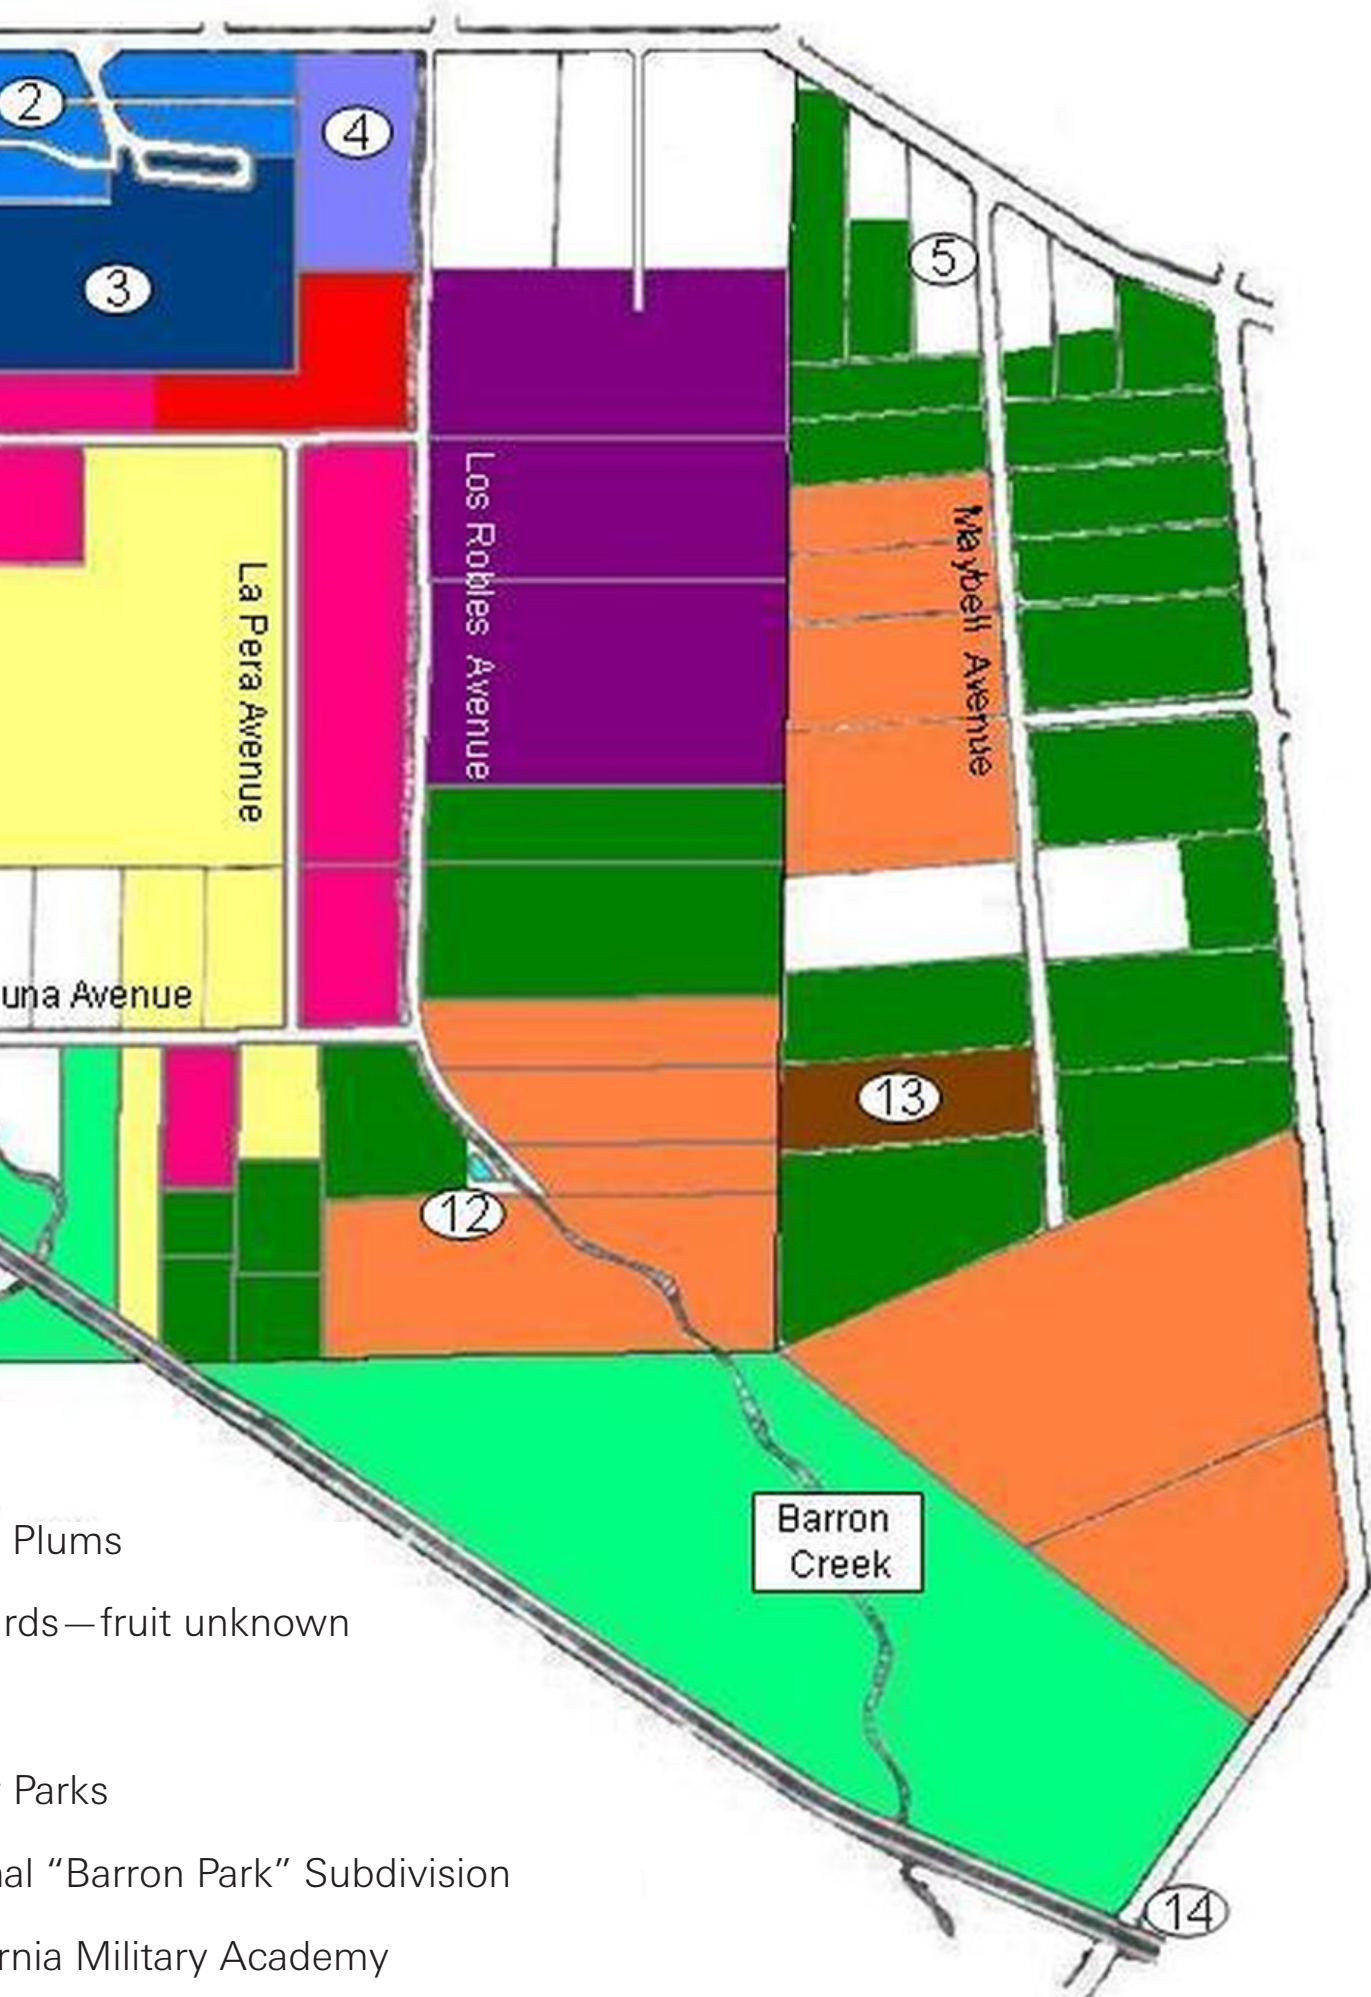 2
4
3
5
Los Robles Avenue
Maybell Avenue
La Pera Avenue
una Avenue
13
12
Barron
Creek
Plums
rds—fruit unknown
Parks
al “Barron Park” Subdivision
rnia Military Academy
14